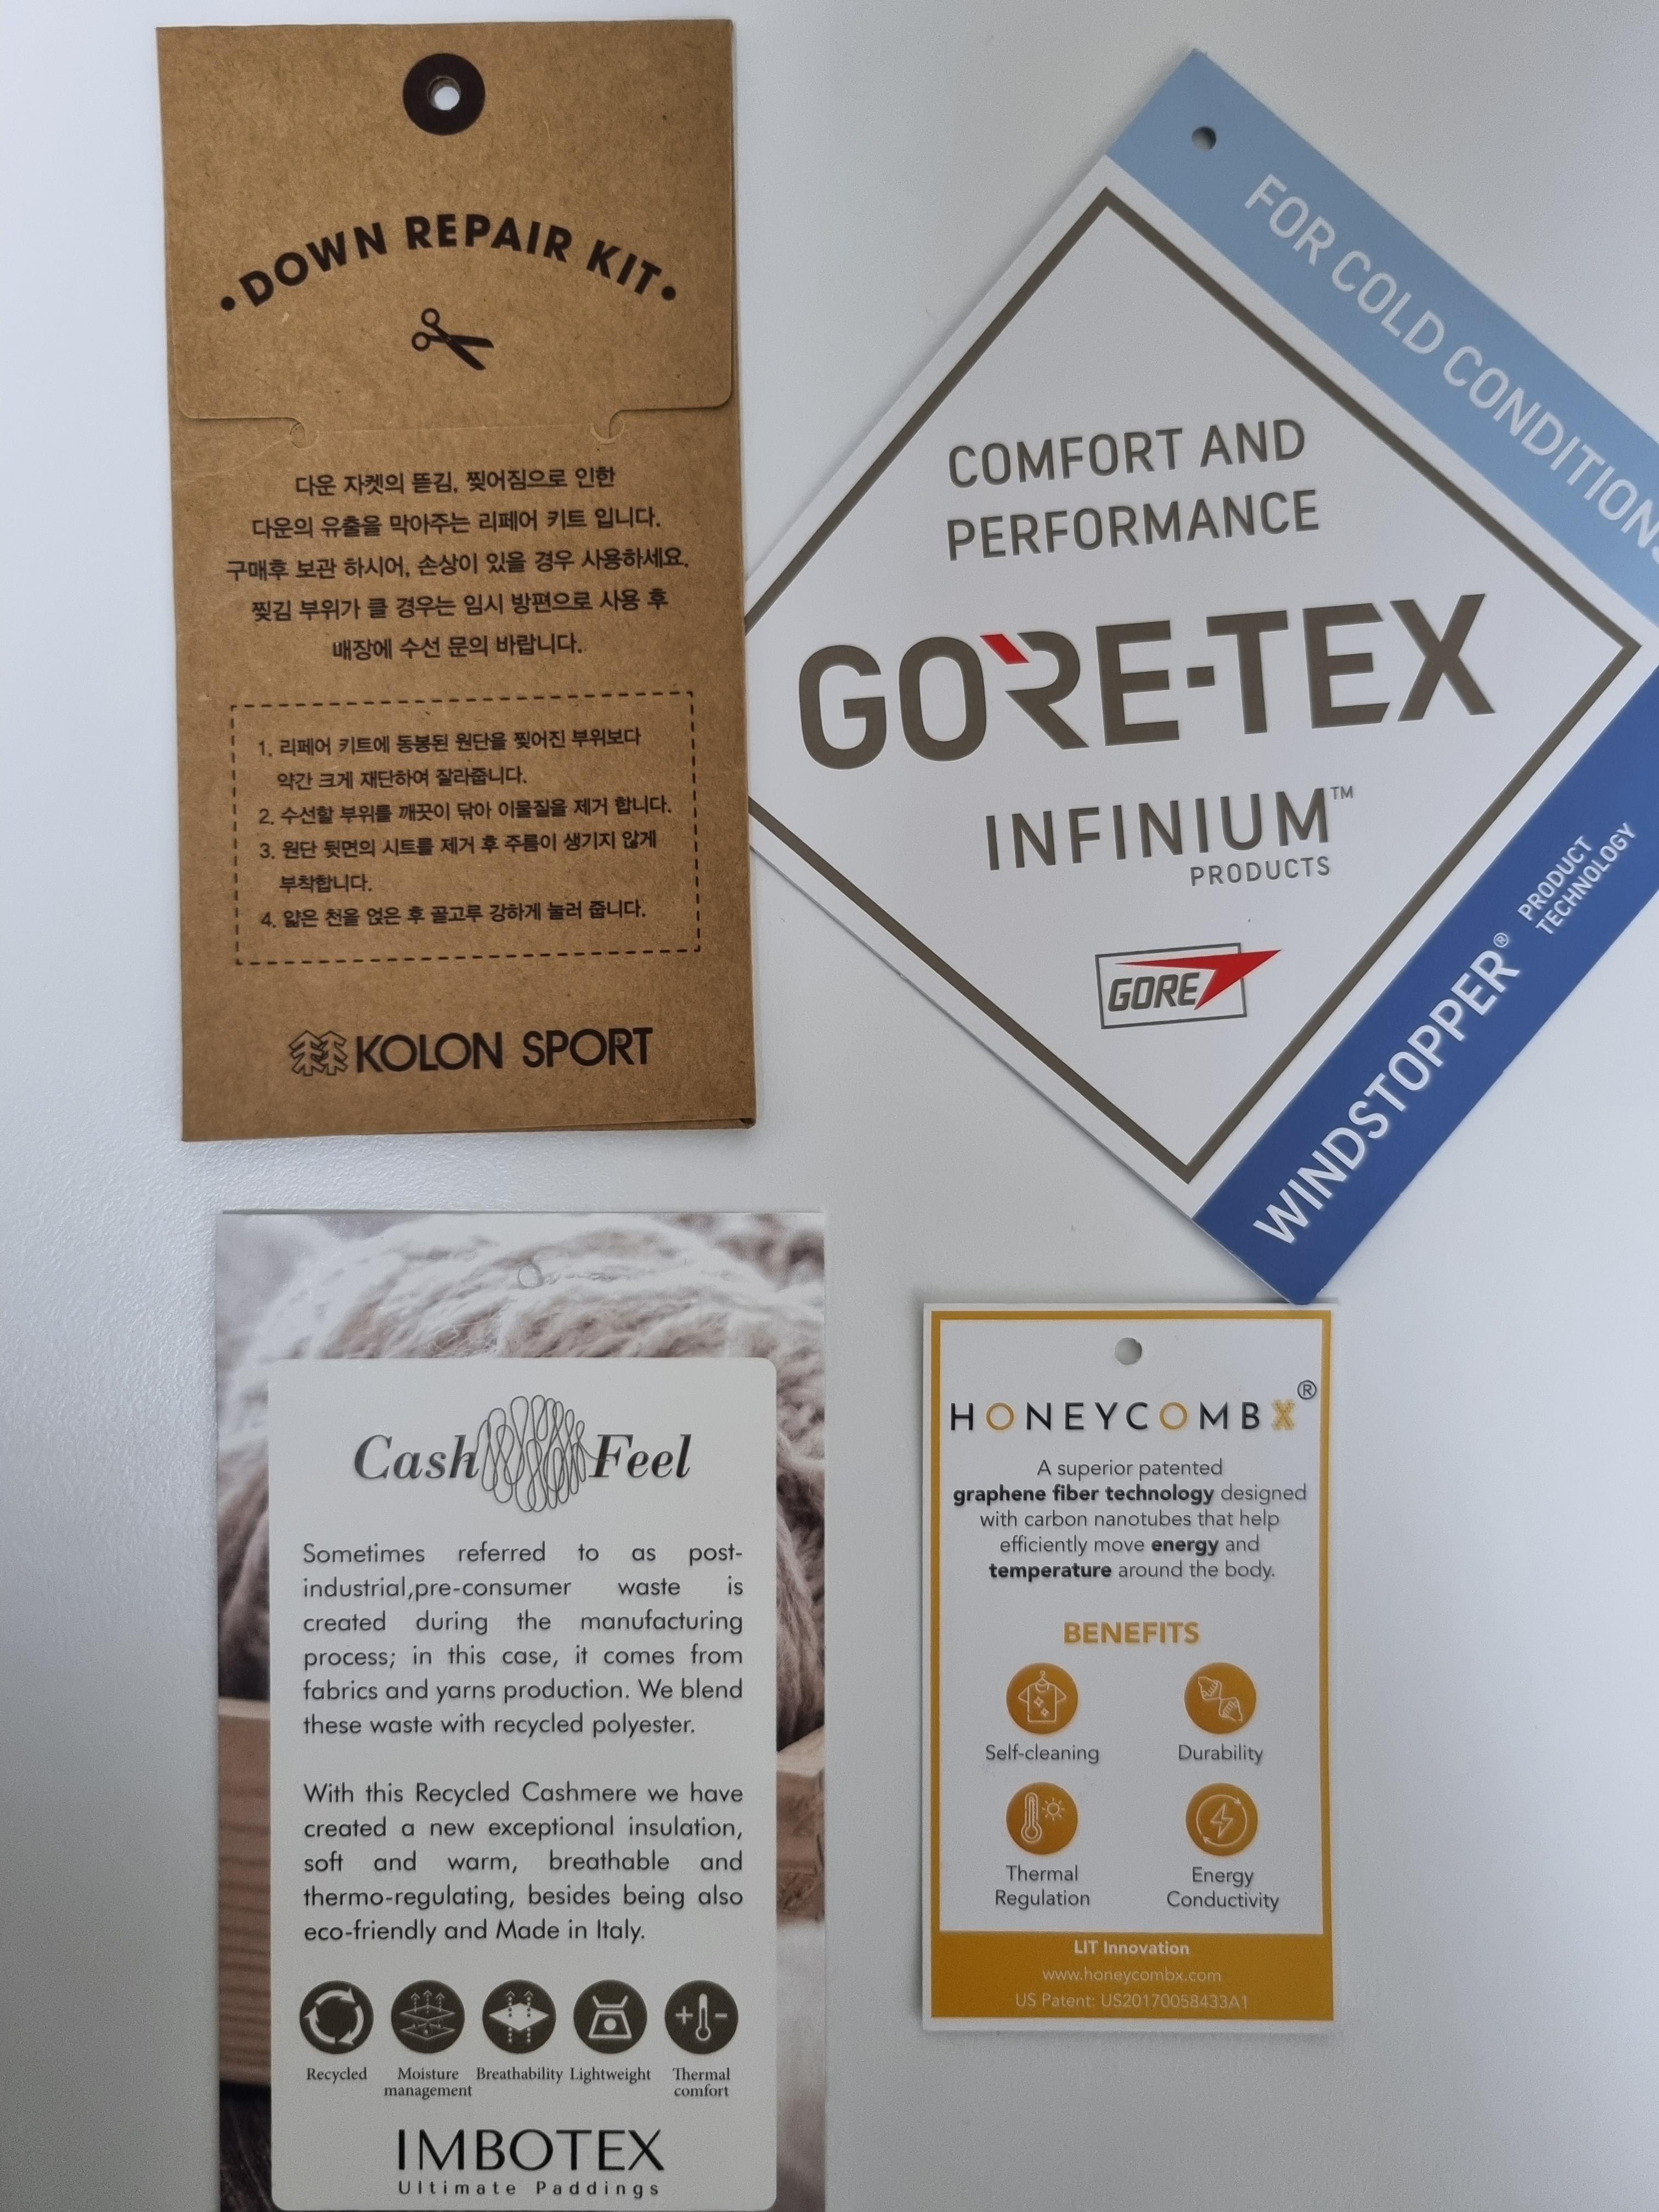 •DOWN REPAIR KIT•
다운 자켓의 뜯김, 찢어짐으로 인한
다운의 유출을 막아주는 리페어 키트 입니다.
구매후 보관 하시어, 손상이 있을 경우 사용하세요.
찢김 부위가 클 경우는 임시 방편으로 사용 후
매장에 수선 문의 바랍니다.
1. 리페어 키트에 동봉된 원단을 찢어진 부위보다
약간 크게 재단하여 잘라줍니다.
2. 수선할 부위를 깨끗이 닦아 이물질을 제거 합니다.
3. 원단 뒷면의 시트를 제거 후 주름이 생기지 않게
부착합니다.
4. 얇은 천을 얹은 후 골고루 강하게 눌러 줍니다.
KOLON SPORT
FOR COLD CONDITIONS
COMFORT AND
PERFORMANCE
GORE-TEX
INFINIUM™
PRODUCTS
GORE
WINDSTOPPER®
PRODUCT
TECHNOLOGY
Cash Feel
Sometimes referred to as post-
industrial,pre-consumer waste is
created during the manufacturing
process; in this case, it comes from
fabrics and yarns production. We blend
these waste with recycled polyester.
With this Recycled Cashmere we have
created a new exceptional insulation,
soft and warm, breathable and
thermo-regulating, besides being also
eco-friendly and Made in Italy.
Recycled
Moisture
management
Breathability
Lightweight
Thermal
comfort
IMBOTEX
Ultimate Paddings
HONEYCOMBX®
A superior patented
graphene fiber technology designed
with carbon nanotubes that help
efficiently move energy and
temperature around the body.
BENEFITS
Self-cleaning
Durability
Thermal
Regulation
Energy
Conductivity
LIT Innovation
www.honeycombx.com
US Patent: US20170058433A1